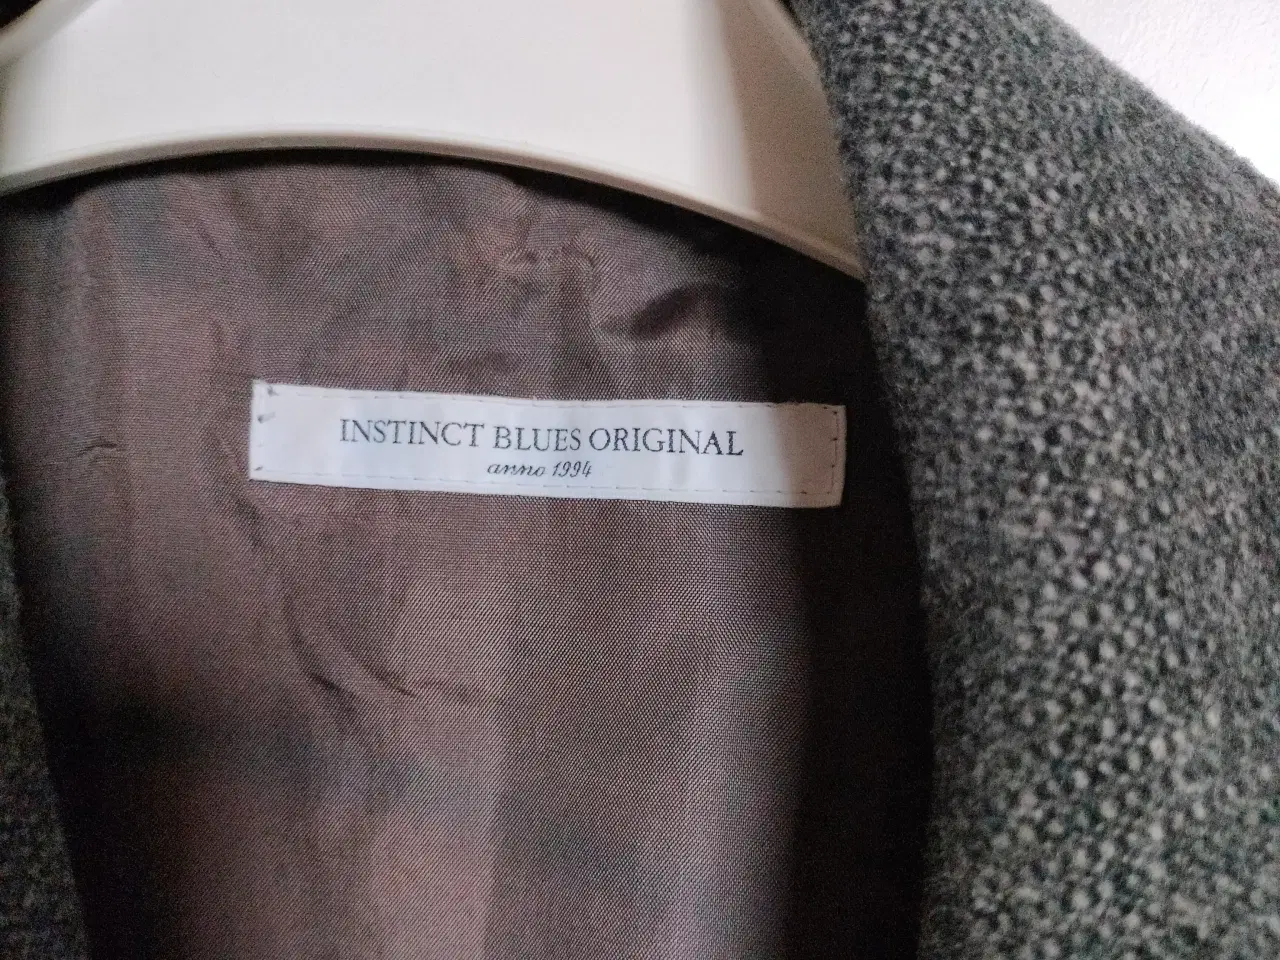 INSTINCT BLUES ORIGINAL
anno 1994